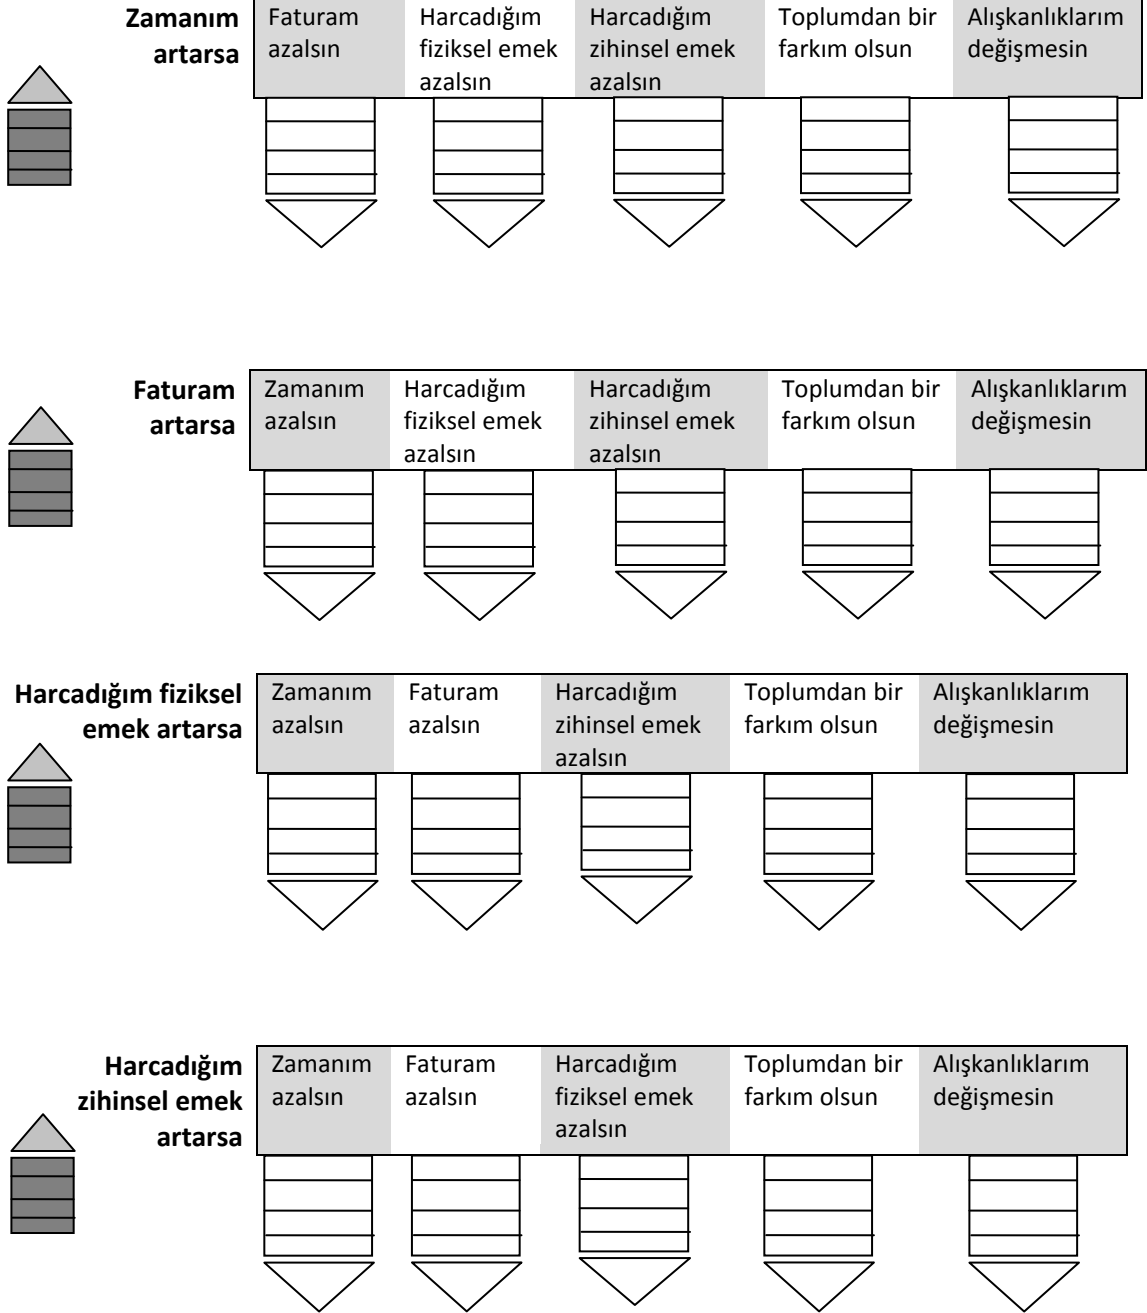 Zamanım
artarsa
Faturam
azalsın
Harcadığım
fiziksel emek
azalsın
Harcadığım
zihinsel emek
azalsın
Toplumdan bir
farkım olsun
Alışkanlıklarım
değişmesin
Faturam
artarsa
Zamanım
azalsın
Harcadığım
fiziksel emek
azalsın
Harcadığım
zihinsel emek
azalsın
Toplumdan bir
farkım olsun
Alışkanlıklarım
değişmesin
Harcadığım fiziksel
emek artarsa
Zamanım
azalsın
Faturam
azalsın
Harcadığım
zihinsel emek
azalsın
Toplumdan bir
farkım olsun
Alışkanlıklarım
değişmesin
Harcadığım
zihinsel emek
artarsa
Zamanım
azalsın
Faturam
azalsın
Harcadığım
fiziksel emek
azalsın
Toplumdan bir
farkım olsun
Alışkanlıklarım
değişmesin